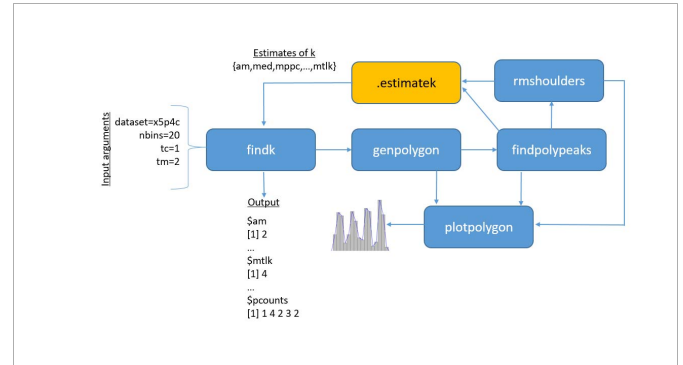 Estimates of k
{am,med,mppc,...,mtlk}
.estimatek
rmshoulders
Input arguments
dataset=x5p4c
nbins=20
tc=1
tm=2
findk
genpolygon
findpolypeaks
plotpolygon
Output
$am
[1] 2
...
$mtlk
[1] 4
...
$pcounts
[1] 1 4 2 3 2